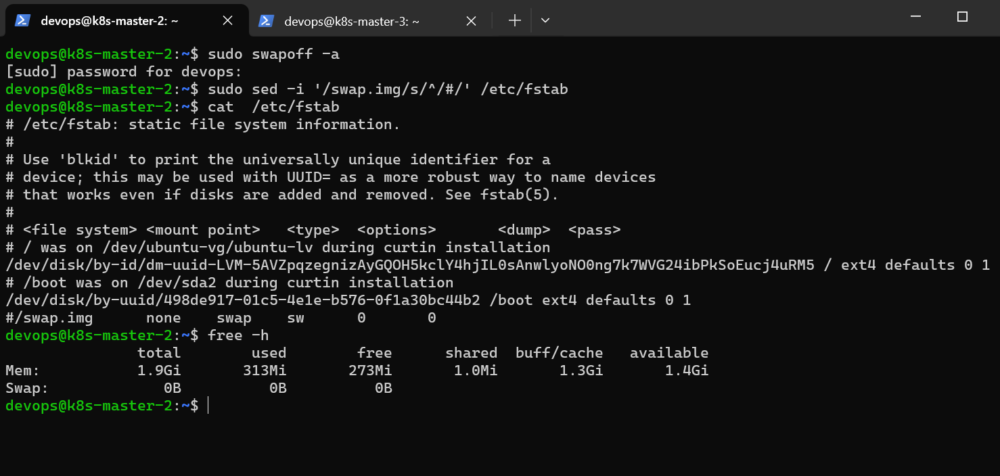 devops@k8s-master-2: ~
devops@k8s-master-3: ~
devops@k8s-master-2:~$ sudo swapoff -a
[sudo] password for devops:
devops@k8s-master-2:~$ sudo sed -i '/swap.img/s/^/#/' /etc/fstab
devops@k8s-master-2:~$ cat  /etc/fstab
# /etc/fstab: static file system information.
#
# Use 'blkid' to print the universally unique identifier for a
# device; this may be used with UUID= as a more robust way to name devices
# that works even if disks are added and removed. See fstab(5).
#
# <file system> <mount point>   <type>  <options>       <dump>  <pass>
# / was on /dev/ubuntu-vg/ubuntu-lv during curtin installation
/dev/disk/by-id/dm-uuid-LVM-5AVZpqzegnizAyGQOH5kclY4hjIL0sAnwlyoNO0ng7k7WVG24ibPkSoEucj4uRM5 / ext4 defaults 0 1
# /boot was on /dev/sda2 during curtin installation
/dev/disk/by-uuid/498de917-01c5-4e1e-b576-0f1a30bc44b2 /boot ext4 defaults 0 1
#/swap.img      none    swap    sw      0       0
devops@k8s-master-2:~$ free -h
               total        used        free      shared  buff/cache   available
Mem:           1.9Gi       313Mi       273Mi       1.0Mi       1.3Gi       1.4Gi
Swap:             0B          0B          0B
devops@k8s-master-2:~$